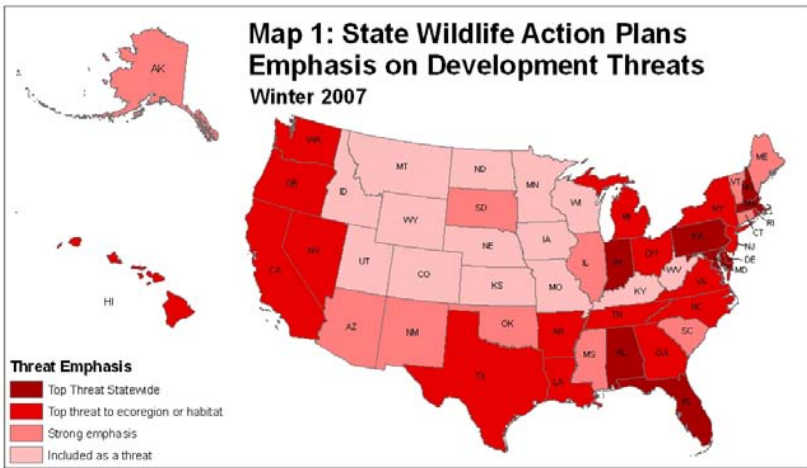 Map 1: State Wildlife Action Plans
Emphasis on Development Threats
Winter 2007
AK
WA
ME
MT
ND
VT
OR
MN
ID
WI
NY
SD
MI
WY
RI
CT
IA
PA
NJ
NE
OH
DE
NV
IL
IN
MD
UT
WV
CA
CO
VA
KS
MO
KY
HI
NC
TN
OK
AZ
NM
AR
SC
MS
AL
GA
TX
LA
FL
Threat Emphasis
Top Threat Statewide
Top threat to ecoregion or habitat
Strong emphasis
Included as a threat